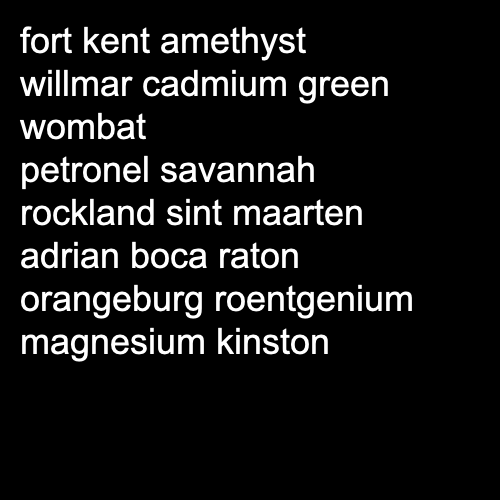 fort kent amethyst
willmar cadmium green
wombat
petronel savannah
rockland sint maarten
adrian boca raton
orangeburg roentgenium
magnesium kinston